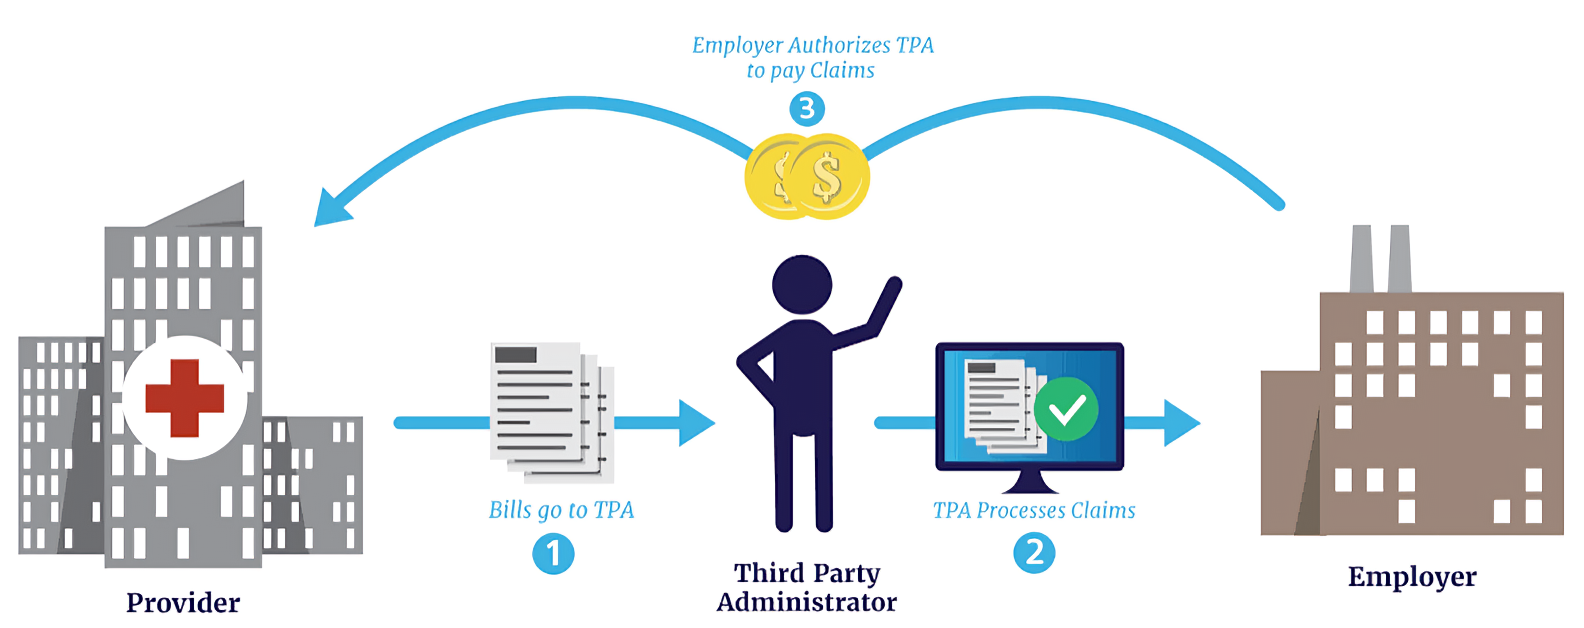 Employer Authorizes TPA
to pay Claims
3
$ $
Bills go to TPA
1
TPA Processes Claims
2
Provider
Third Party
Administrator
Employer